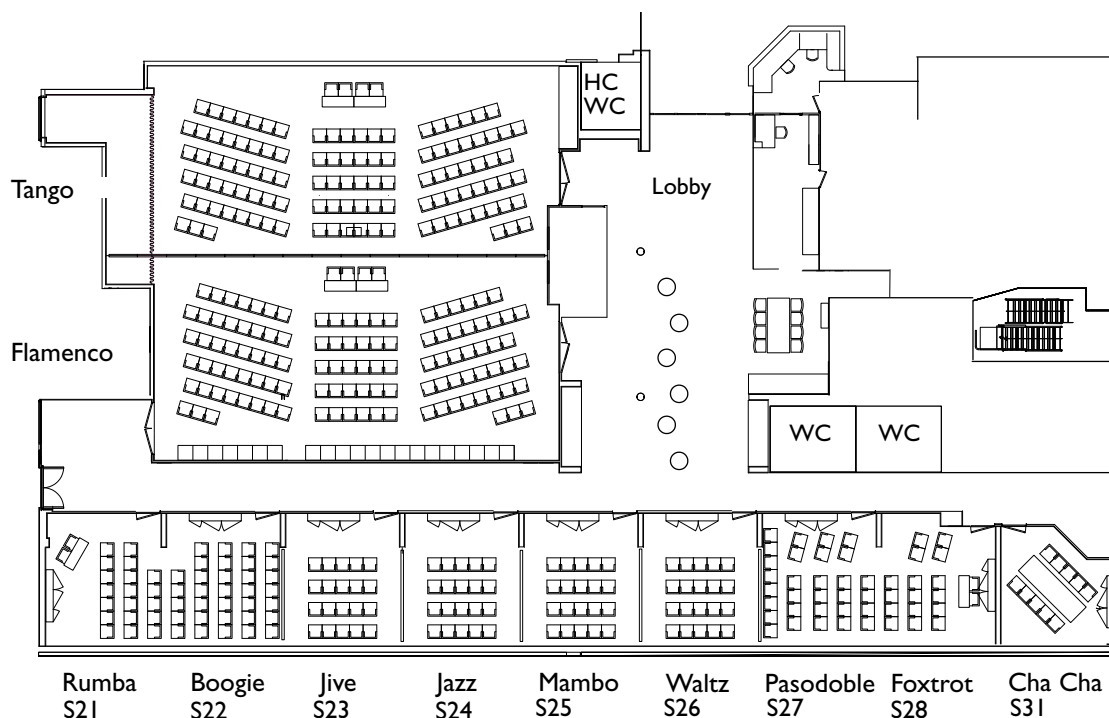 HC
WC
Tango
Lobby
Flamenco
WC
WC
Rumba
S21
Boogie
S22
Jive
S23
Jazz
S24
Mambo
S25
Waltz
S26
Pasodoble
S27
Foxtrot
S28
Cha Cha
S31